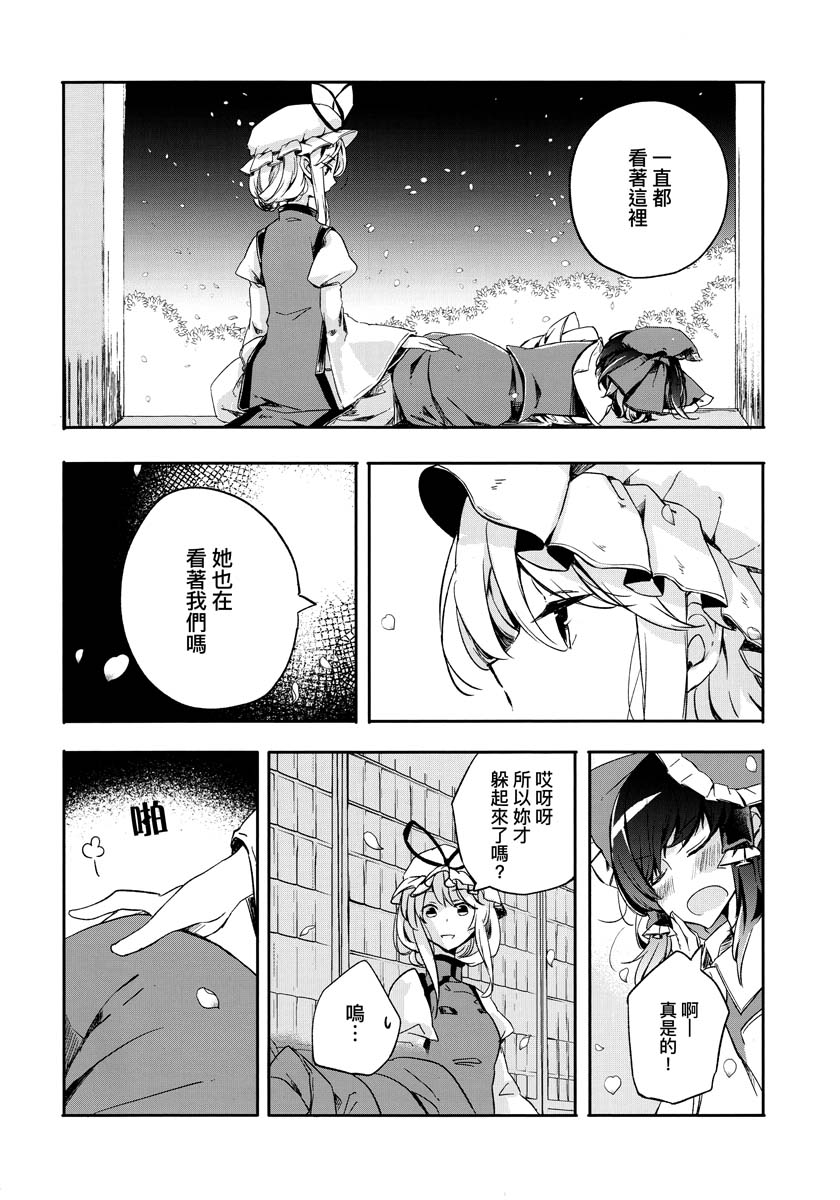 一直都
看著這裡
她也在
看著我們嗎
啊—
真是的！
哎呀呀
所以妳才
躲起來了嗎？
嗚…
啪